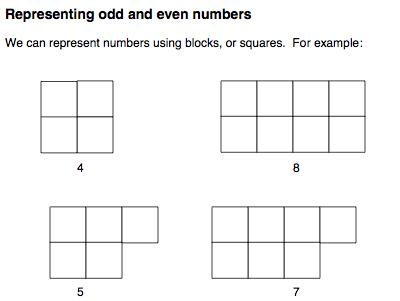 Representing odd and even numbers
We can represent numbers using blocks, or squares.  For example:
4
8
5
7